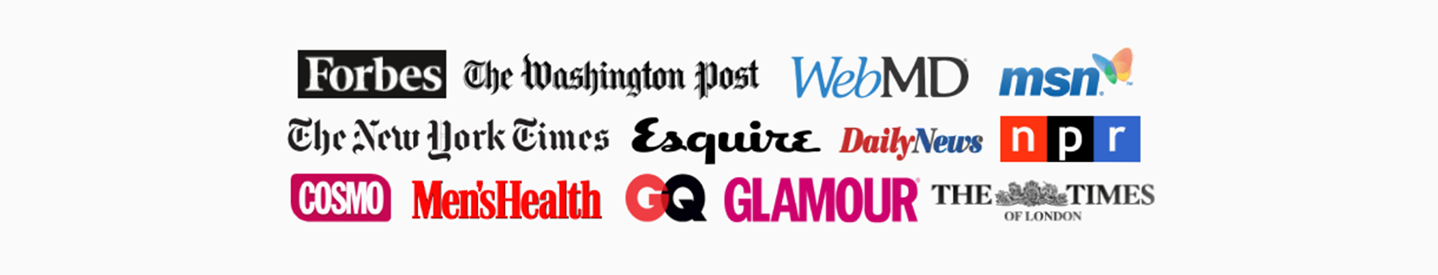 Forbes The Washington Post WebMD msn
The New York Times Esquire DailyNews npr
COSMO Men'sHealth GQ GLAMOUR THE TIMES
OF LONDON